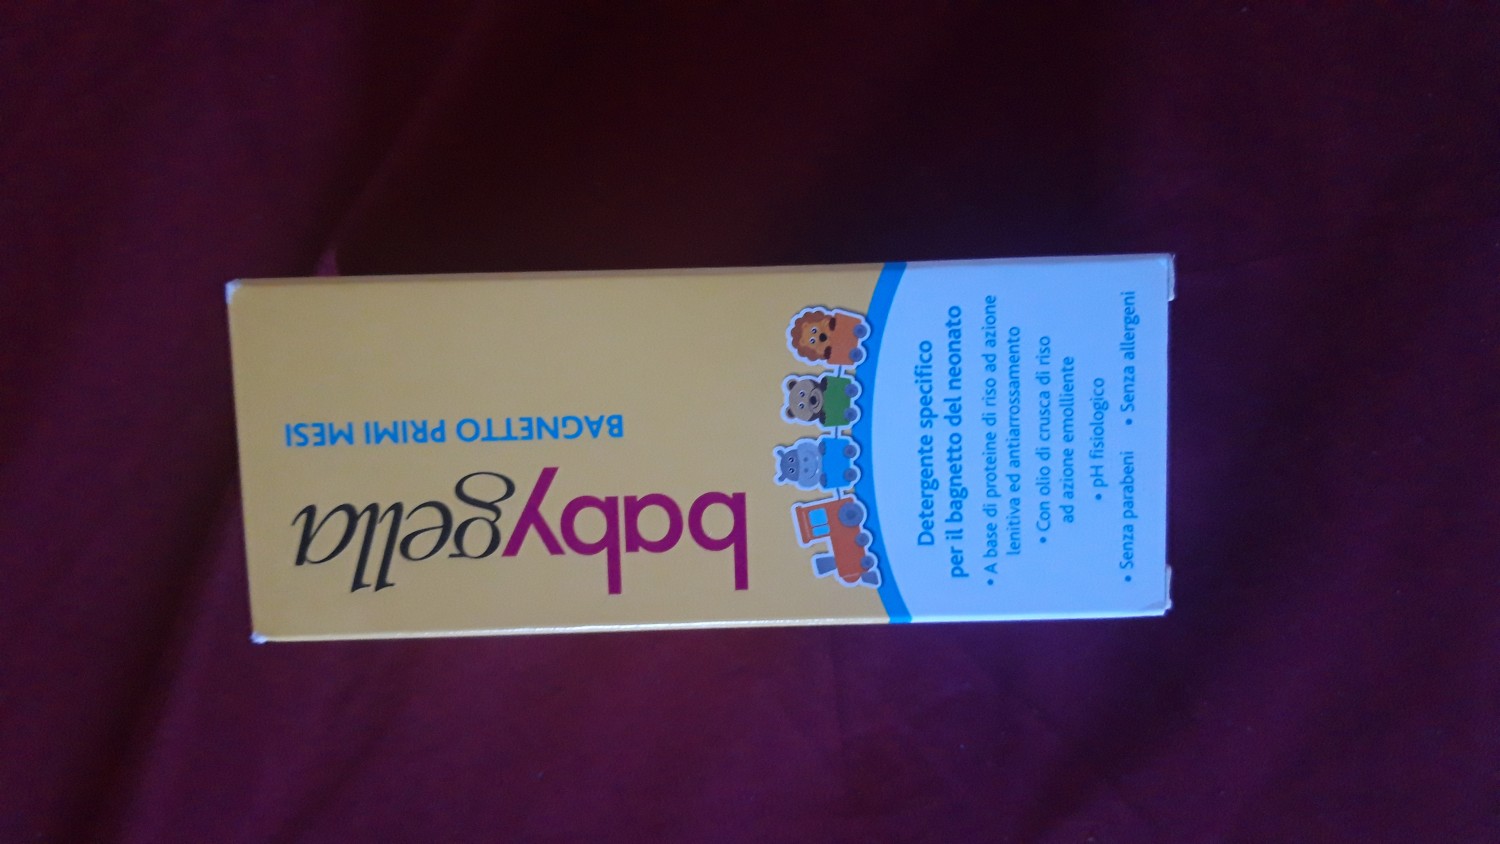 babygella
BAGNETTO PRIMI MESI
Detergente specifico
per il bagnetto del neonato
• A base di proteine di riso ad azione
lenitiva ed antiarrossamento
• Con olio di crusca di riso
ad azione emolliente
• pH fisiologico
• Senza parabeni • Senza allergeni